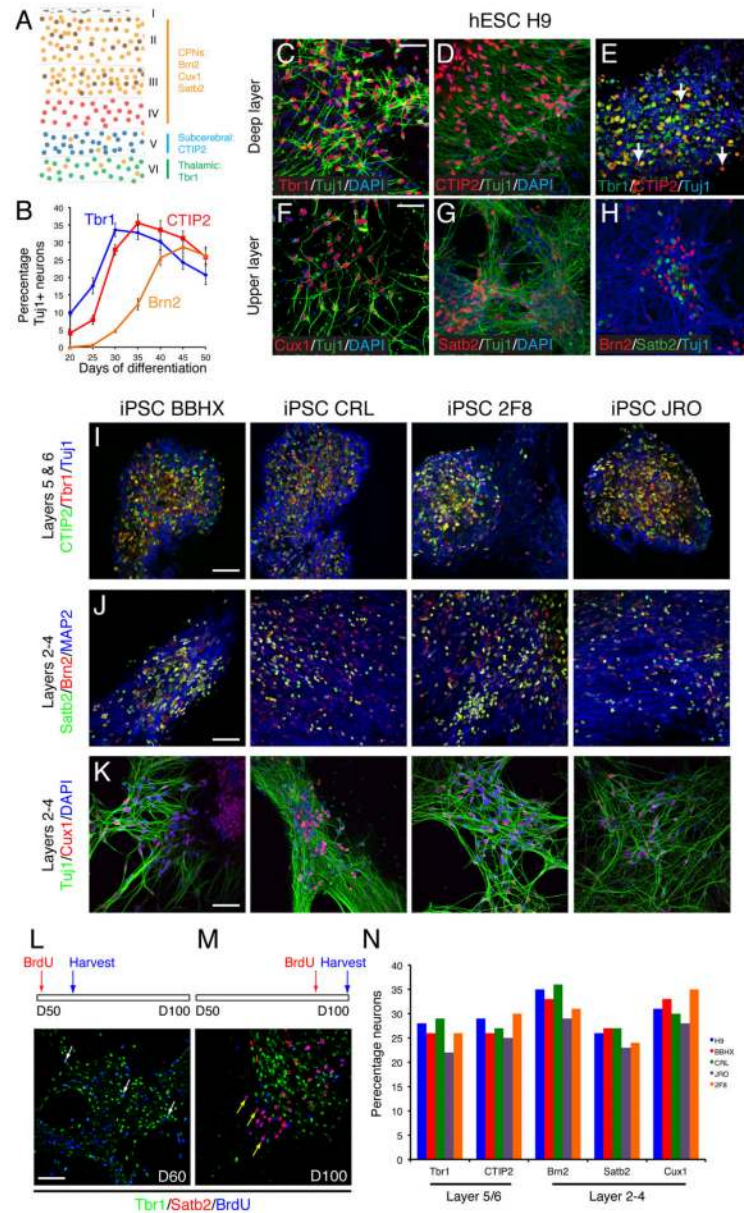 hESC H9
A
I
II
III
IV
V
VI
CPNs:
Brn2
Cux1
Satb2
Subcerebral:
CTIP2
Thalamic:
Tbr1
B
Perecentage
Tuj1+ neurons
40
35
30
25
20
15
10
5
0
Tbr1
CTIP2
Brn2
20 25 30 35 40 45 50
Days of differentiation
Deep layer
C
Tbr1/Tuj1/DAPI
D
CTIP2/Tuj1/DAPI
E
Tbr1/CTIP2/Tuj1
Upper layer
F
Cux1/Tuj1/DAPI
G
Satb2/Tuj1/DAPI
H
Brn2/Satb2/Tuj1
iPSC BBHX iPSC CRL iPSC 2F8 iPSC JRO
Layers 5 & 6
CTIP2/Tbr1/Tuj1
I
Layers 2-4
Satb2/Brn2/MAP2
J
Layers 2-4
Tuj1/Cux1/DAPI
K
L
BrdU Harvest
D50 D100
D60
M
BrdU Harvest
D50 D100
D100
Tbr1/Satb2/BrdU
N
Perecentage neurons
40
35
30
25
20
15
10
5
0
Tbr1 CTIP2 Brn2 Satb2 Cux1
Layer 5/6 Layer 2-4
H9
BBHX
CRL
JRO
2F8